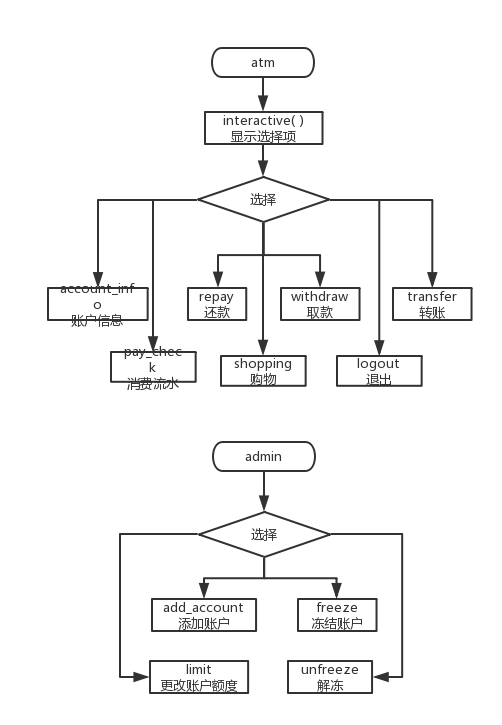 atm
interactive( )
显示选择项
选择
account_inf
o
账户信息
repay
还款
withdraw
取款
transfer
转账
pay_chec
k
消费流水
shopping
购物
logout
退出
admin
选择
add_account
添加账户
freeze
冻结账户
limit
更改账户额度
unfreeze
解冻